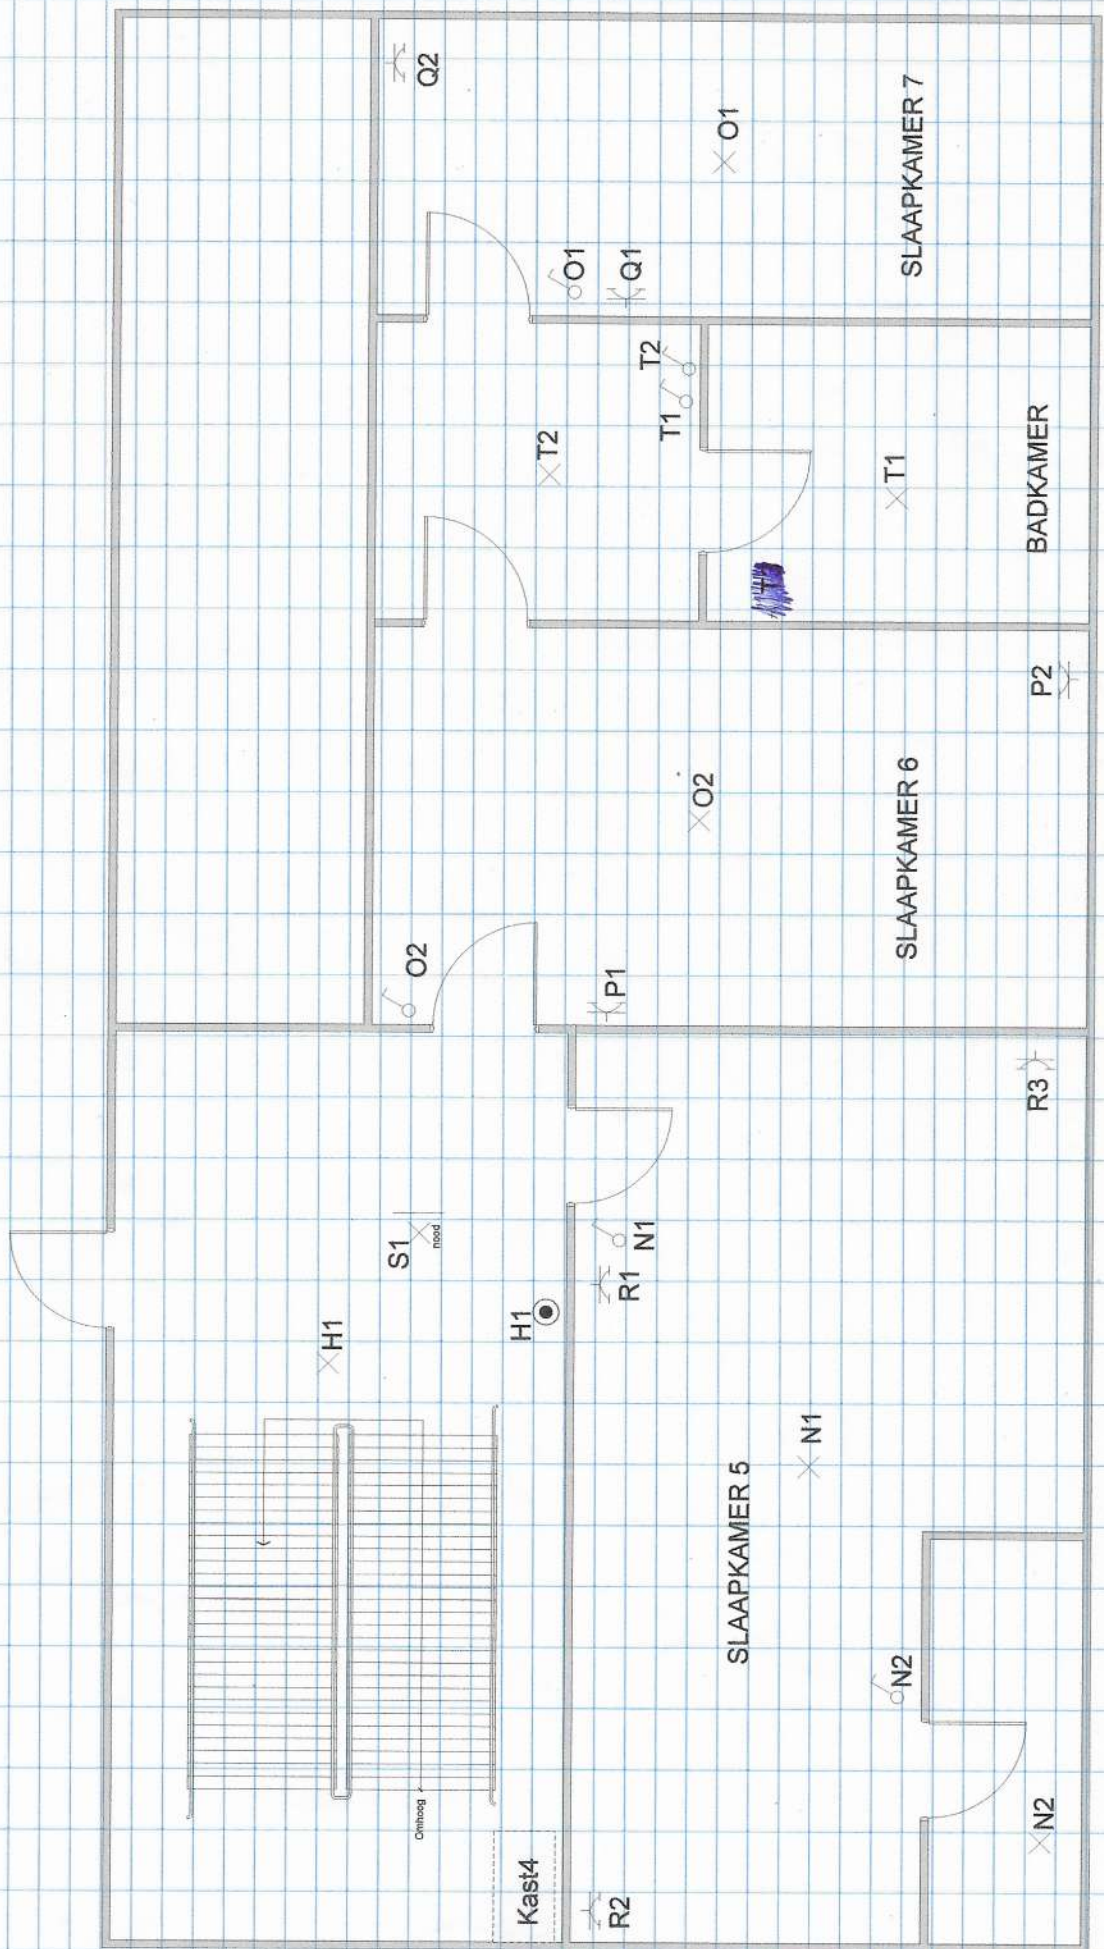 Q2
O1
SLAAPKAMER 7
O1
Q1
T2
T1
T2
T1
BADKAMER
P2
O2
SLAAPKAMER 6
O2
P1
R3
S1
nood
N1
R1
H1
H1
N1
SLAAPKAMER 5
N2
N2
Omhoog
Kast4
R2